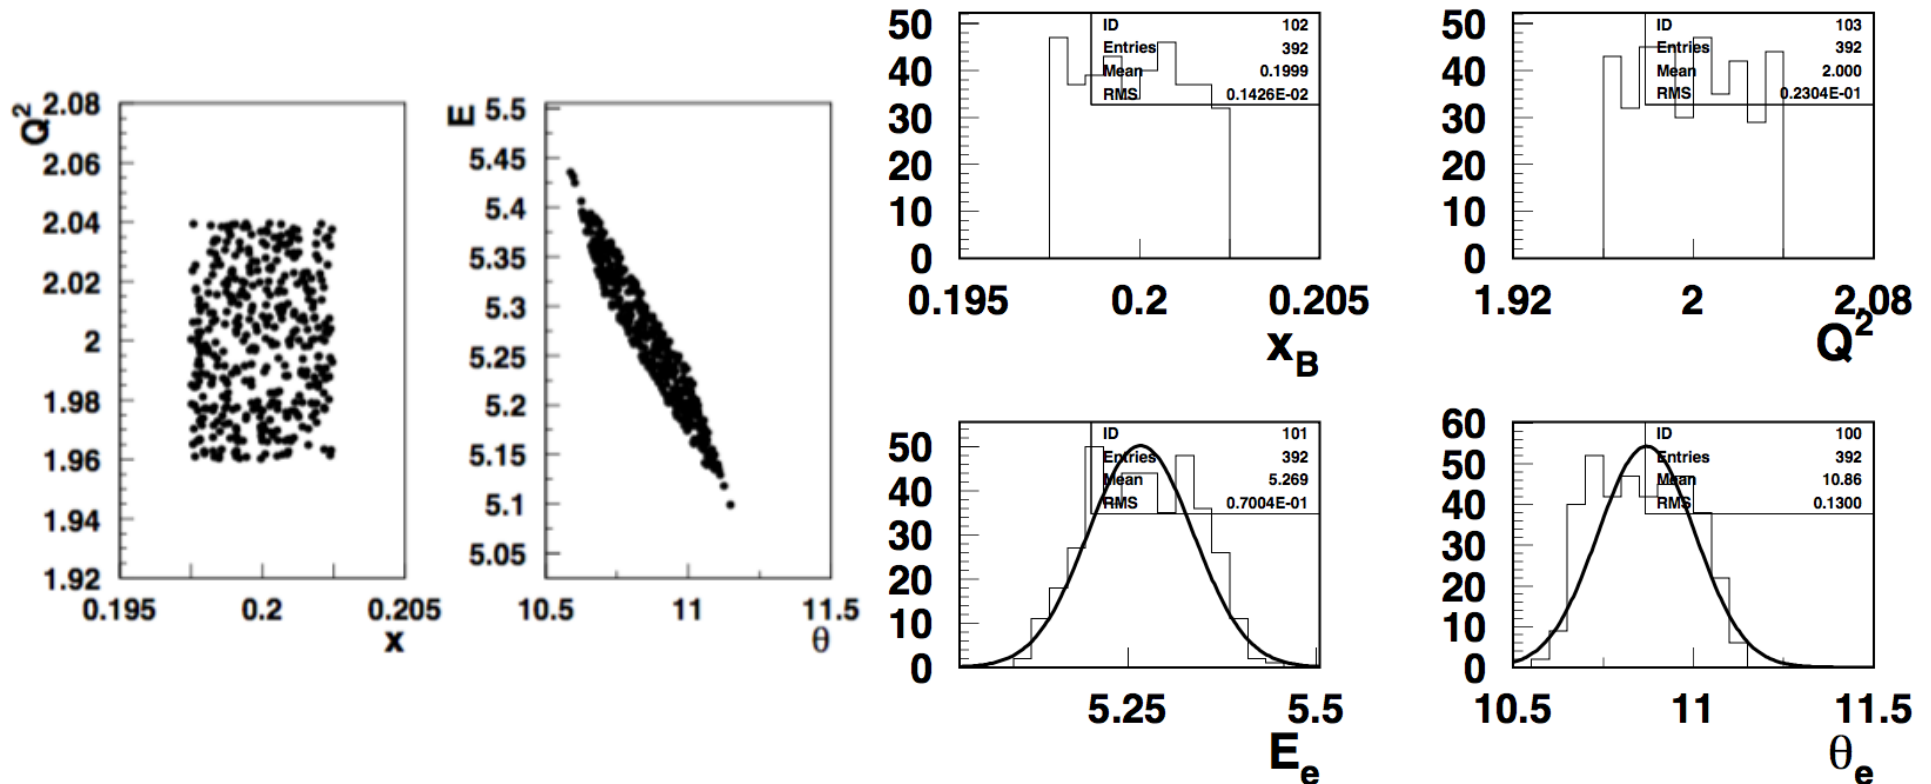 Q²
2.08
2.06
2.04
2.02
2
1.98
1.96
1.94
1.92
0.195 0.2 0.205
x
E
5.5
5.45
5.4
5.35
5.3
5.25
5.2
5.15
5.1
5.05
10.5 11 11.5
θ
50
40
30
20
10
0
ID 102
Entries 392
Mean 0.1999
RMS 0.1426E-02
0.195 0.2 0.205
x_B
50
40
30
20
10
0
ID 103
Entries 392
Mean 2.000
RMS 0.2304E-01
1.92 2 2.08
Q²
50
40
30
20
10
0
ID 101
Entries 392
Mean 5.269
RMS 0.7004E-01
5.25 5.5
E_e
60
50
40
30
20
10
0
ID 100
Entries 392
Mean 10.86
RMS 0.1300
10.5 11 11.5
θ_e